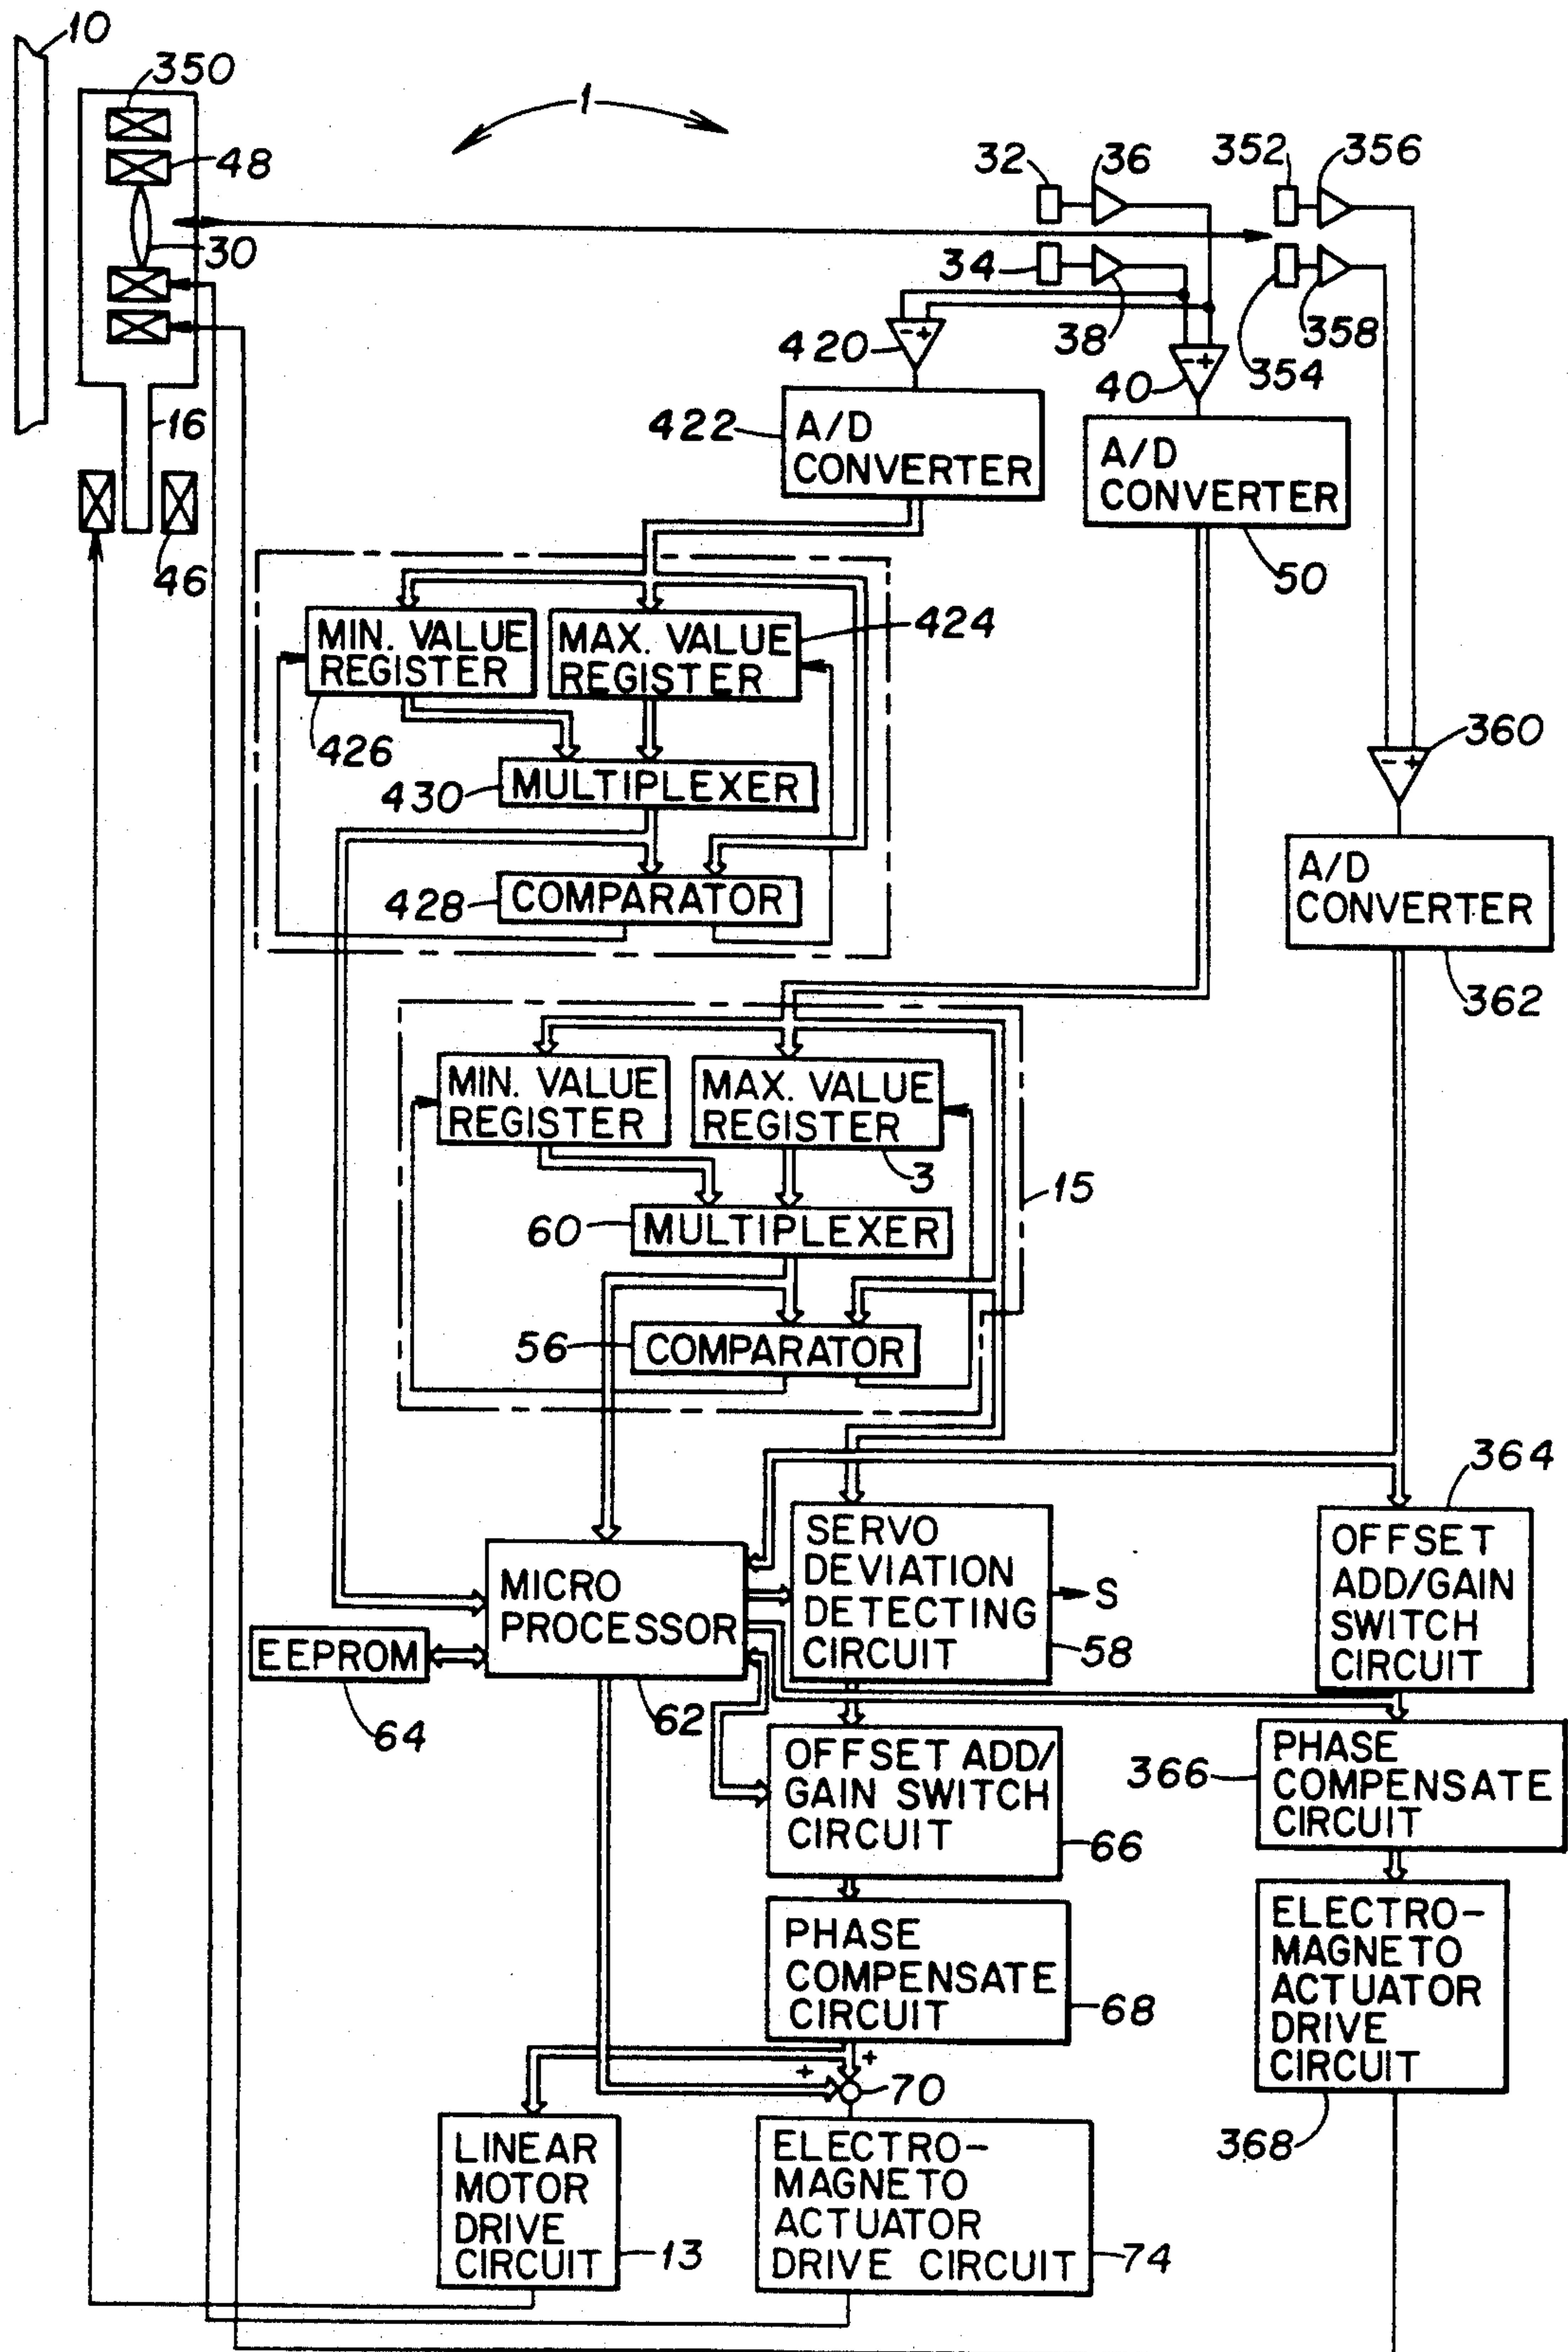 10
350
1
48
32
36
352
356
30
34
38
354
358
- +
420
- +
40
16
422
A/D
CONVERTER
A/D
CONVERTER
50
46
MIN. VALUE
REGISTER
MAX. VALUE
REGISTER
424
426
- +
360
430
MULTIPLEXER
428
COMPARATOR
A/D
CONVERTER
362
MIN. VALUE
REGISTER
MAX. VALUE
REGISTER
3
15
60
MULTIPLEXER
56
COMPARATOR
364
SERVO
DEVIATION
DETECTING
CIRCUIT
S
58
OFFSET
ADD/GAIN
SWITCH
CIRCUIT
MICRO
PROCESSOR
62
EEPROM
64
OFFSET ADD/
GAIN SWITCH
CIRCUIT
66
366
PHASE
COMPENSATE
CIRCUIT
PHASE
COMPENSATE
CIRCUIT
68
ELECTRO-
MAGNETO
ACTUATOR
DRIVE
CIRCUIT
368
+
+
70
LINEAR
MOTOR
DRIVE
CIRCUIT
13
ELECTRO-
MAGNETO
ACTUATOR
DRIVE CIRCUIT
74